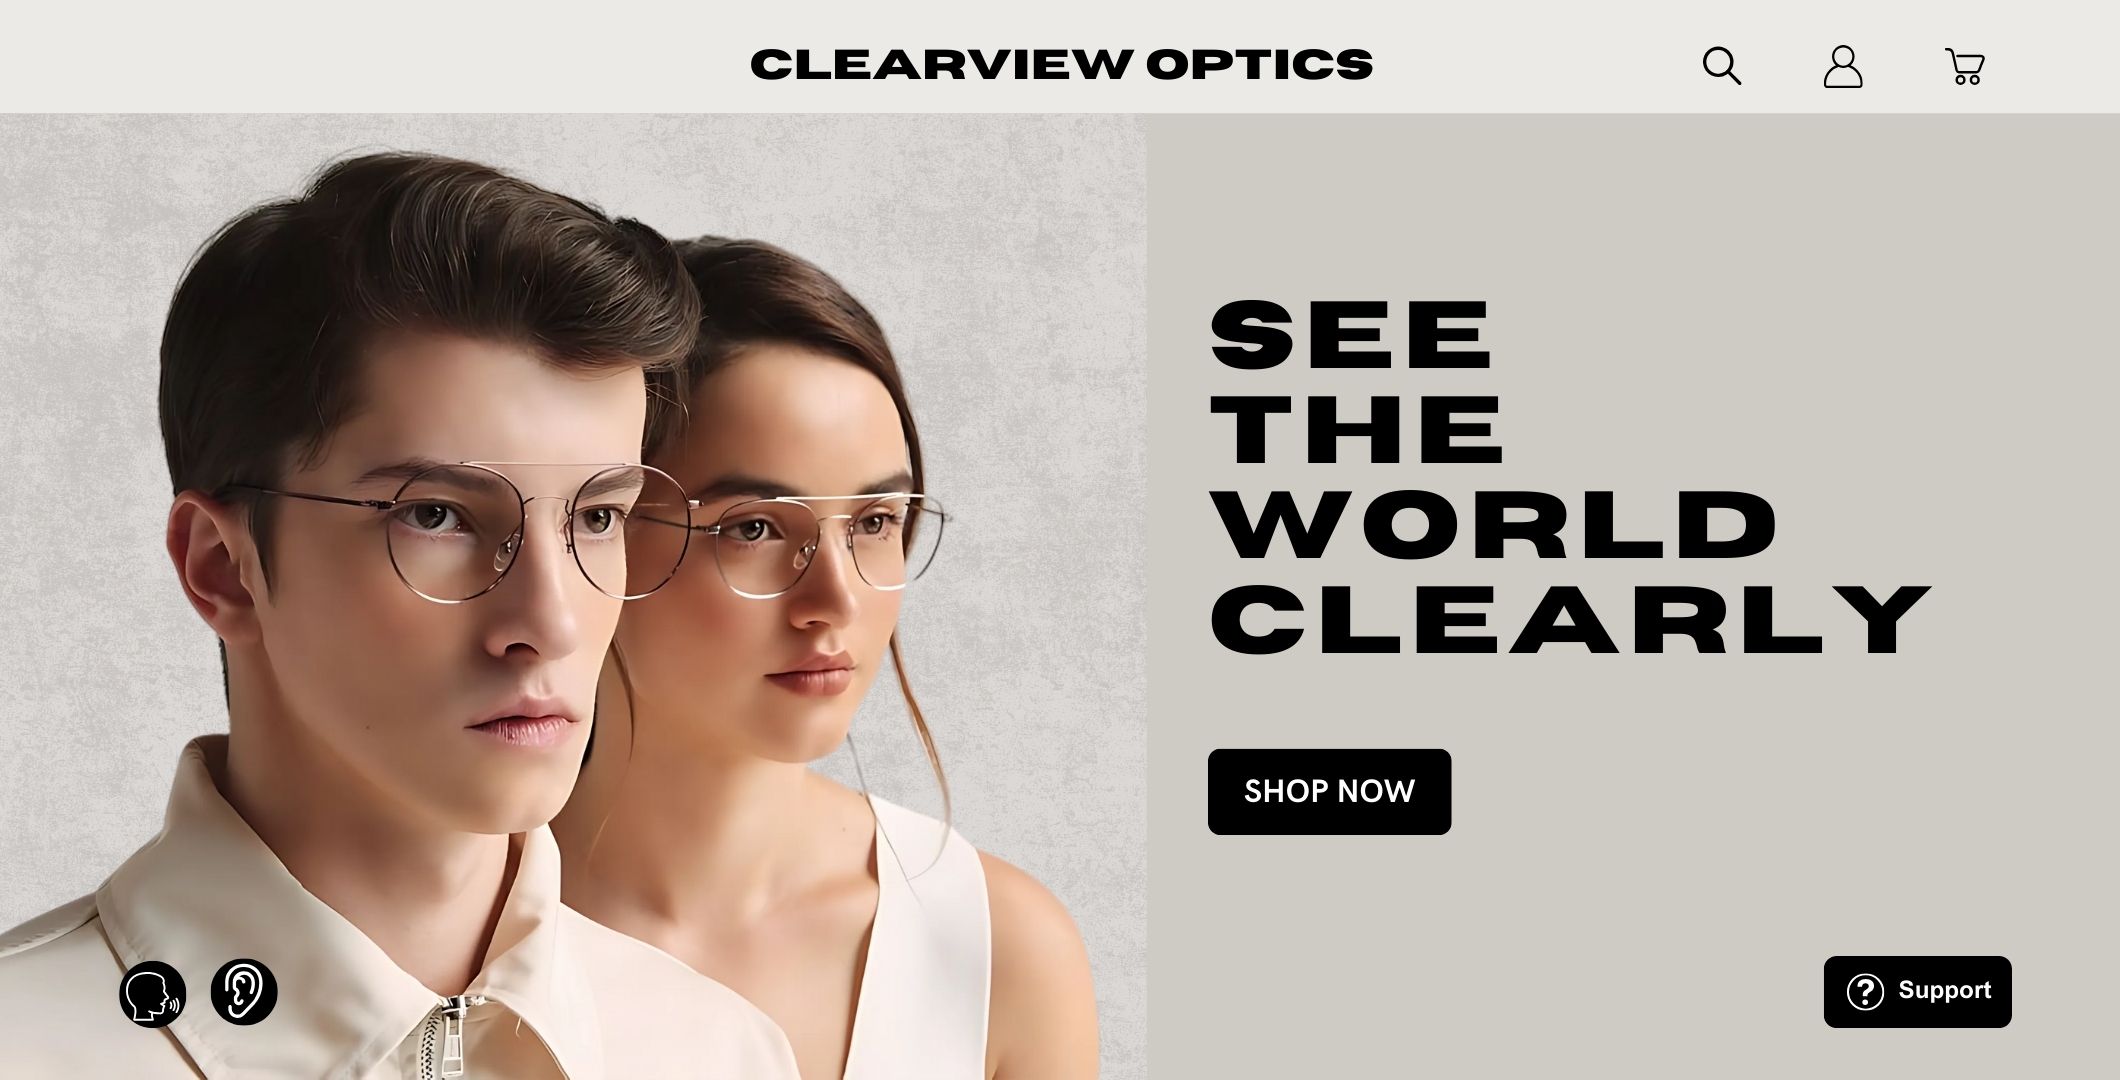 CLEARVIEW OPTICS
SEE
THE
WORLD
CLEARLY
SHOP NOW
? Support